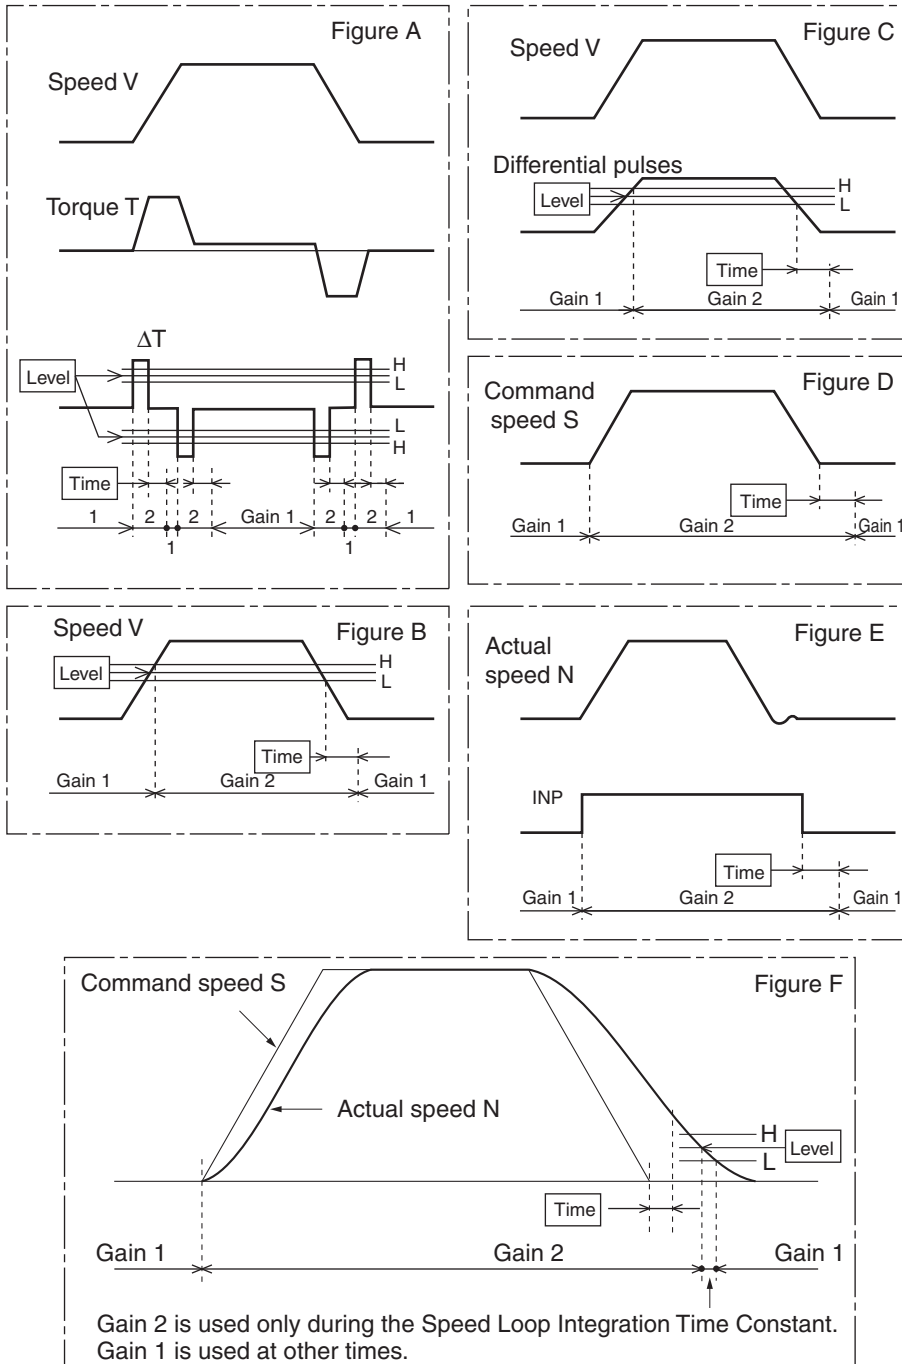 Figure A
Speed V
Torque T
ΔT
Level
H
L
L
H
Time
1 2 2 Gain 1 2 2 1
1 1
Speed V
Figure B
Level
H
L
Time
Gain 1 Gain 2 Gain 1
Figure C
Speed V
Differential pulses
Level
H
L
Time
Gain 1 Gain 2 Gain 1
Figure D
Command
speed S
Time
Gain 1 Gain 2 Gain 1
Figure E
Actual
speed N
INP
Time
Gain 1 Gain 2 Gain 1
Figure F
Command speed S
Actual speed N
H
Level
L
Time
Gain 1 Gain 2 Gain 1
Gain 2 is used only during the Speed Loop Integration Time Constant.
Gain 1 is used at other times.